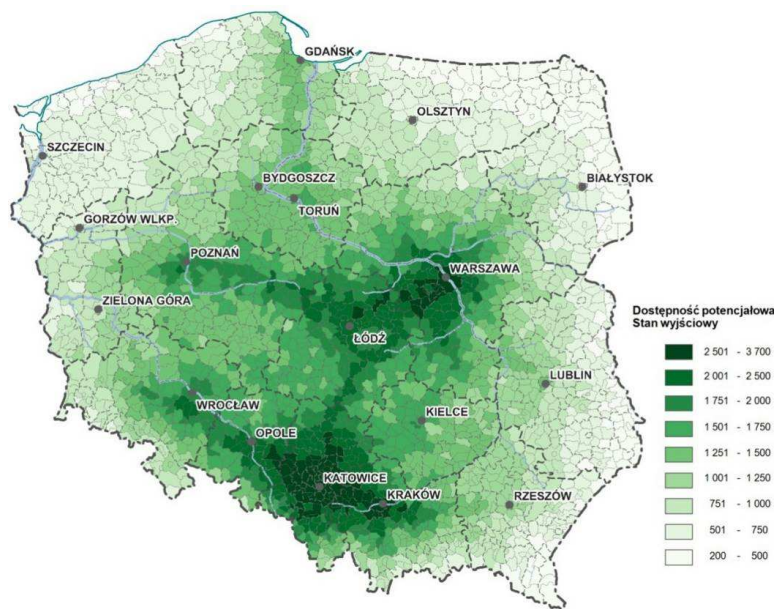 GDAŃSK
OLSZTYN
SZCZECIN
BYDGOSZCZ
BIAŁYSTOK
TORUŃ
GORZÓW WLKP.
POZNAŃ
WARSZAWA
ZIELONA GÓRA
ŁÓDŹ
Dostępność potencjałowa
Stan wyjściowy
2 501 - 3 700
2 001 - 2 500
1 751 - 2 000
1 501 - 1 750
1 251 - 1 500
1 001 - 1 250
751 - 1 000
501 - 750
200 - 500
LUBLIN
WROCŁAW
KIELCE
OPOLE
KATOWICE
KRAKÓW
RZESZÓW